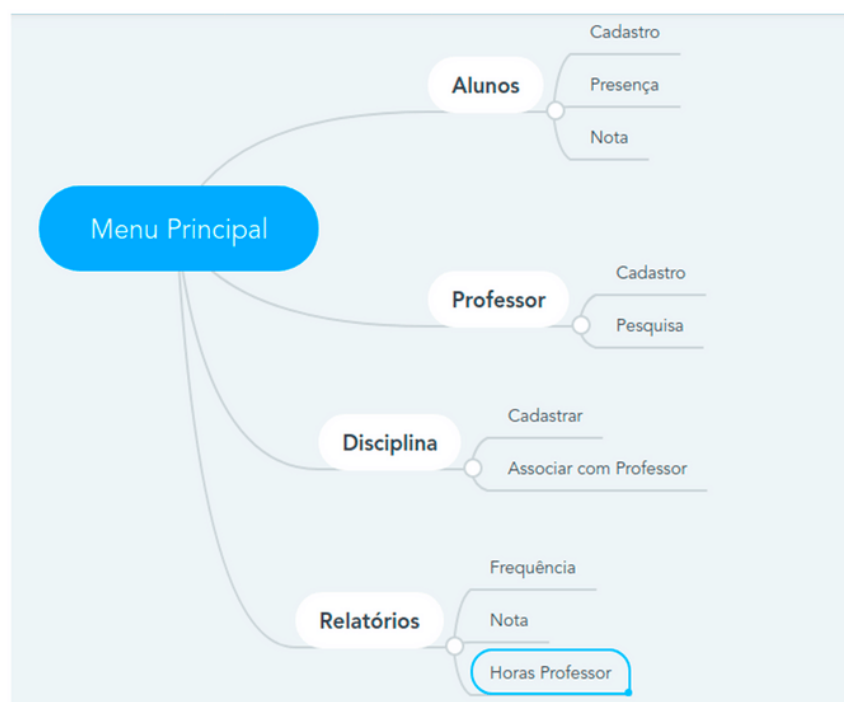 Menu Principal
Alunos
Cadastro
Presença
Nota
Professor
Cadastro
Pesquisa
Disciplina
Cadastrar
Associar com Professor
Relatórios
Frequência
Nota
Horas Professor